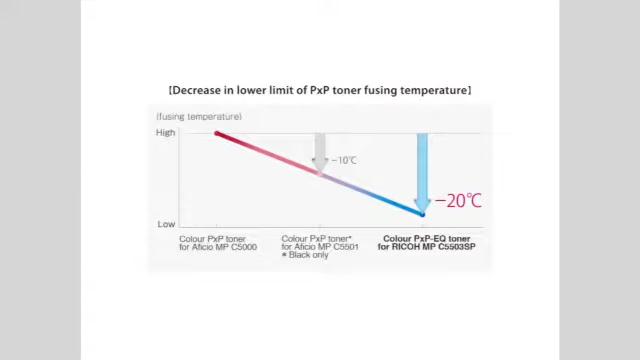 【Decrease in lower limit of PxP toner fusing temperature】
(fusing temperature)
High
−10℃
−20℃
Low
Colour PxP toner
for Aficio MP C5000
Colour PxP toner*
for Aficio MP C5501
* Black only
Colour PxP-EQ toner
for RICOH MP C5503SP